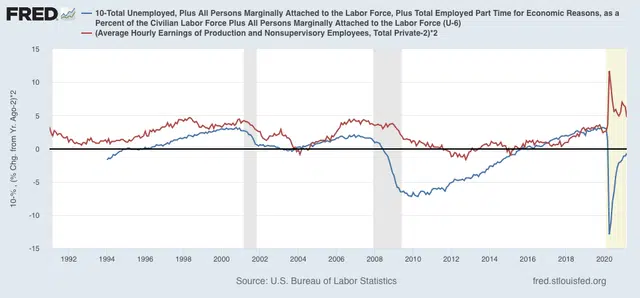 FRED
10-Total Unemployed, Plus All Persons Marginally Attached to the Labor Force, Plus Total Employed Part Time for Economic Reasons, as a
Percent of the Civilian Labor Force Plus All Persons Marginally Attached to the Labor Force (U-6)
(Average Hourly Earnings of Production and Nonsupervisory Employees, Total Private-2)*2
10-% , (% Chg. from Yr. Ago-2)*2
15
10
5
0
-5
-10
-15
1992 1994 1996 1998 2000 2002 2004 2006 2008 2010 2012 2014 2016 2018 2020
Source: U.S. Bureau of Labor Statistics
fred.stlouisfed.org